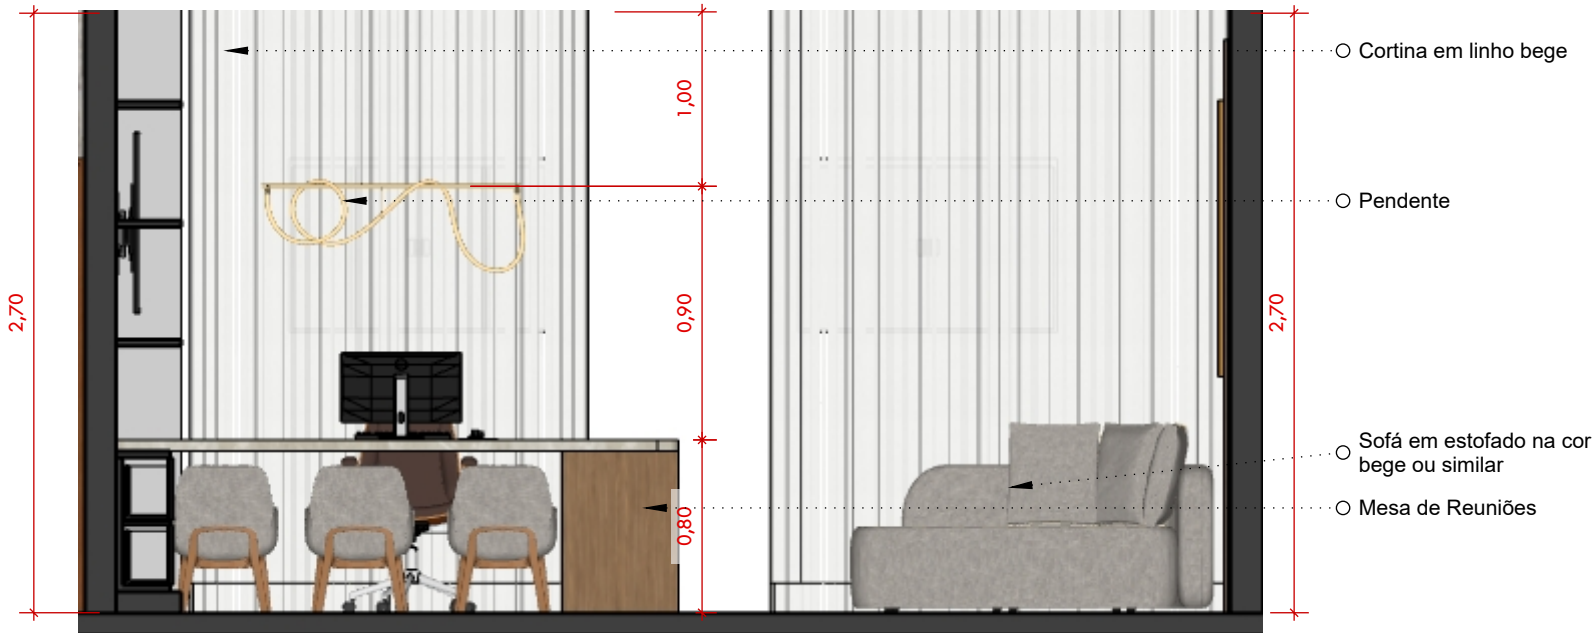 Cortina em linho bege
1,00
Pendente
2,70
0,90
2,70
Sofá em estofado na cor
bege ou similar
Mesa de Reuniões
0,80